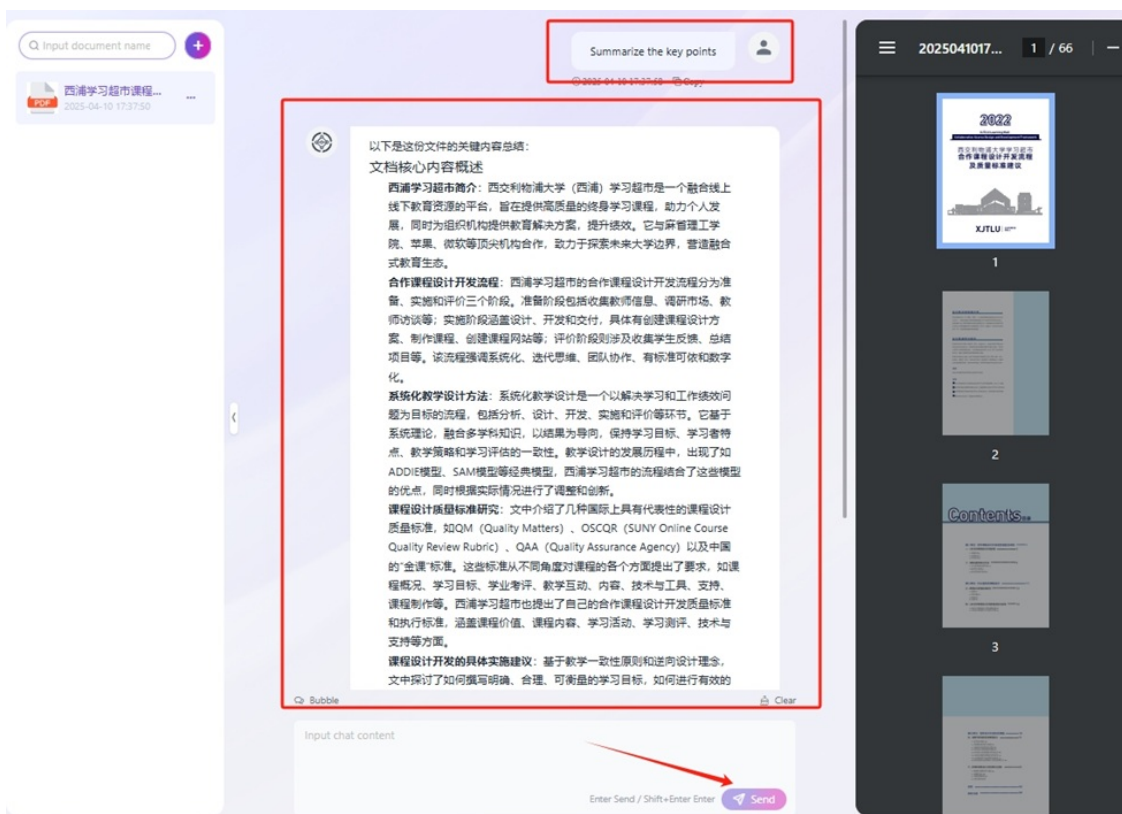 Input document name
+
西浦学习超市课程...
2025-04-10 17:37:50
...
PDF
Summarize the key points
2025-04-10 17:37:50 Copy
以下是这份文件的关键内容总结：
文档核心内容概述
西浦学习超市简介：西交利物浦大学（西浦）学习超市是一个融合线上
线下教育资源的平台，旨在提供高质量的终身学习课程，助力个人发
展，同时为组织机构提供教育解决方案，提升绩效。它与麻省理工学
院、苹果、微软等顶尖机构合作，致力于探索未来大学边界，营造融合
式教育生态。
合作课程设计开发流程：西浦学习超市的合作课程设计开发流程分为准
备、实施和评价三个阶段。准备阶段包括收集教师信息、调研市场、教
师访谈等；实施阶段涵盖设计、开发和交付，具体有创建课程设计方
案、制作课程、创建课程网站等；评价阶段则涉及收集学生反馈、总结
项目等。该流程强调系统化、迭代思维、团队协作、有标准可依和数字
化。
系统化教学设计方法：系统化教学设计是一个以解决学习和工作绩效问
题为目标的流程，包括分析、设计、开发、实施和评价等环节。它基于
系统理论，融合多学科知识，以结果为导向，保持学习目标、学习者特
点、教学策略和学习评估的一致性。教学设计的发展历程中，出现了如
ADDIE模型、SAM模型等经典模型，西浦学习超市的流程结合了这些模型
的优点，同时根据实际情况进行了调整和创新。
课程设计质量标准研究：文中介绍了几种国际上具有代表性的课程设计
质量标准，如QM（Quality Matters）、OSCQR（SUNY Online Course
Quality Review Rubric）、QAA（Quality Assurance Agency）以及中国
的“金课”标准。这些标准从不同角度对课程的各个方面提出了要求，如课
程概况、学习目标、学业考评、教学互动、内容、技术与工具、支持、
课程制作等。西浦学习超市也提出了自己的合作课程设计开发质量标准
和执行标准，涵盖课程价值、课程内容、学习活动、学习测评、技术与
支持等方面。
课程设计开发的具体实施建议：基于教学一致性原则和逆向设计理念，
文中探讨了如何撰写明确、合理、可衡量的学习目标，如何进行有效的
Bubble
Clear
Input chat content
Enter Send / Shift+Enter Enter
Send
2025041017... 1 / 66
2022
西交利物浦大学学习超市
合作课程设计开发流程
及质量标准建议
XJTLU
1
2
Contents
3